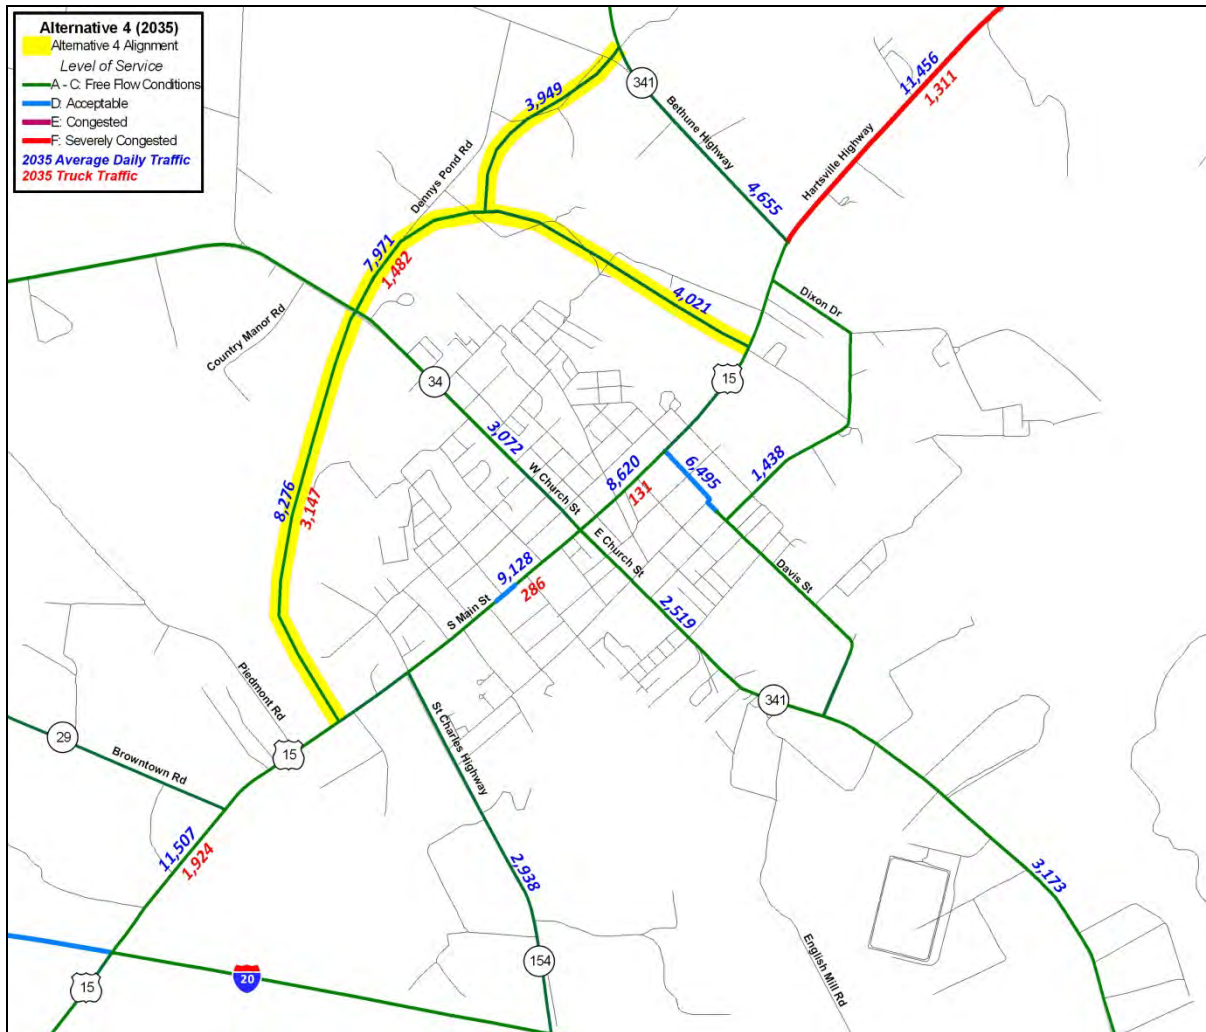 Alternative 4 (2035)
Alternative 4 Alignment
Level of Service
A - C: Free Flow Conditions
D: Acceptable
E: Congested
F: Severely Congested
2035 Average Daily Traffic
2035 Truck Traffic
3,949
341
Bethune Highway
11,456
1,311
Hartsville Highway
Dennys Pond Rd
4,655
7,971
1,482
4,021
Dixon Dr
Country Manor Rd
34
15
3,072
W Church St
8,620
131
6,495
1,438
8,276
3,147
E Church St
9,128
286
S Main St
2,519
Davis St
Piedmont Rd
341
29
Browntown Rd
15
St Charles Highway
11,507
1,924
2,938
3,173
154
English Mill Rd
20
15